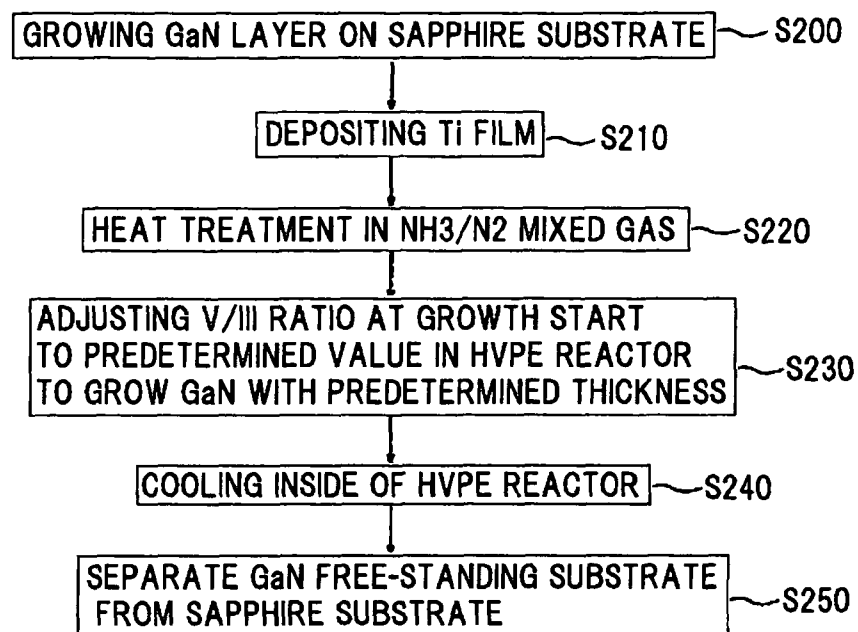 GROWING GaN LAYER ON SAPPHIRE SUBSTRATE S200
DEPOSITING Ti FILM S210
HEAT TREATMENT IN NH3/N2 MIXED GAS S220
ADJUSTING V/III RATIO AT GROWTH START
TO PREDETERMINED VALUE IN HVPE REACTOR
TO GROW GaN WITH PREDETERMINED THICKNESS S230
COOLING INSIDE OF HVPE REACTOR S240
SEPARATE GaN FREE-STANDING SUBSTRATE
FROM SAPPHIRE SUBSTRATE S250